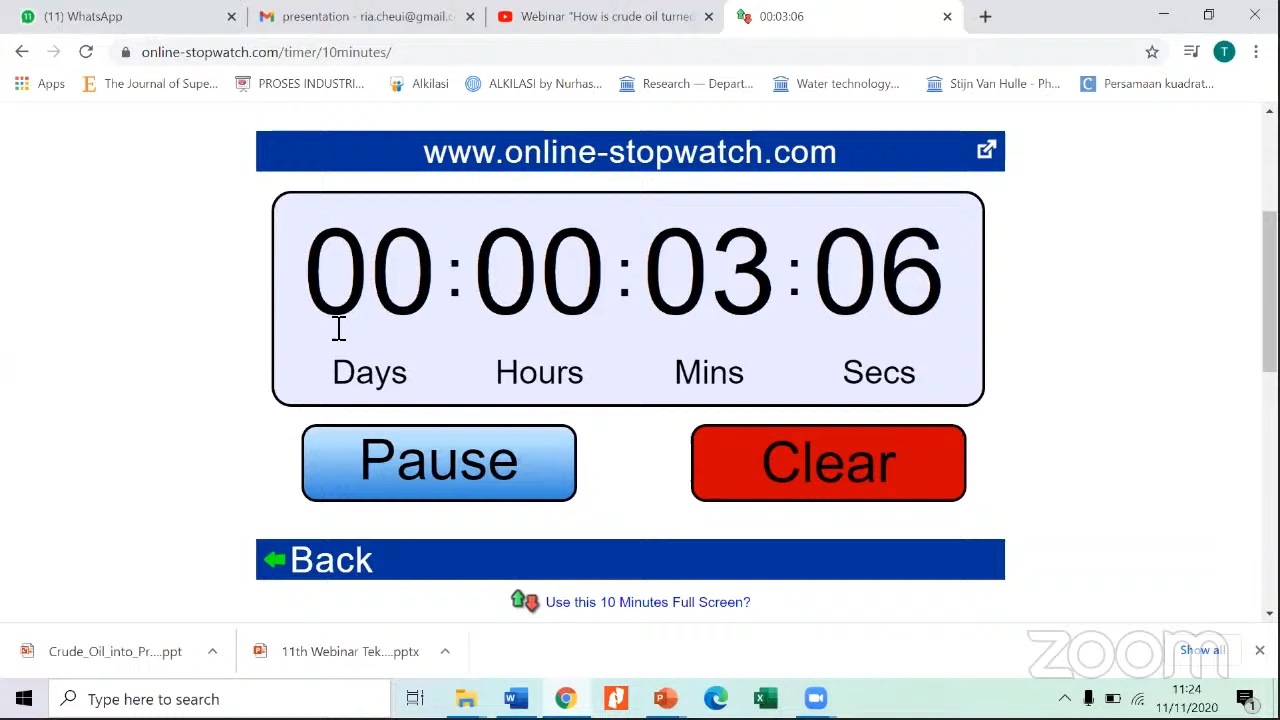 (11) WhatsApp
presentation - ria.cheui@gmail.c
Webinar "How is crude oil turned
00:03:06
online-stopwatch.com/timer/10minutes/
T
Apps
The Journal of Supe...
PROSES INDUSTRI...
Alkilasi
ALKILASI by Nurhas...
Research — Depart...
Water technology...
Stijn Van Hulle - Ph...
Persamaan kuadrat...
www.online-stopwatch.com
00:00:03:06
Days Hours Mins Secs
Pause
Clear
Back
Use this 10 Minutes Full Screen?
Crude_Oil_into_Pr....ppt
11th Webinar Tek....pptx
Show all
zoom
Type here to search
11:24
11/11/2020